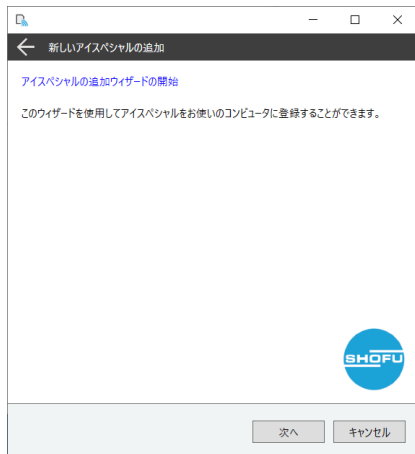 新しいアイスペシャルの追加
アイスペシャルの追加ウィザードの開始
このウィザードを使用してアイスペシャルをお使いのコンピュータに登録することができます。
SHOFU
次へ
キャンセル